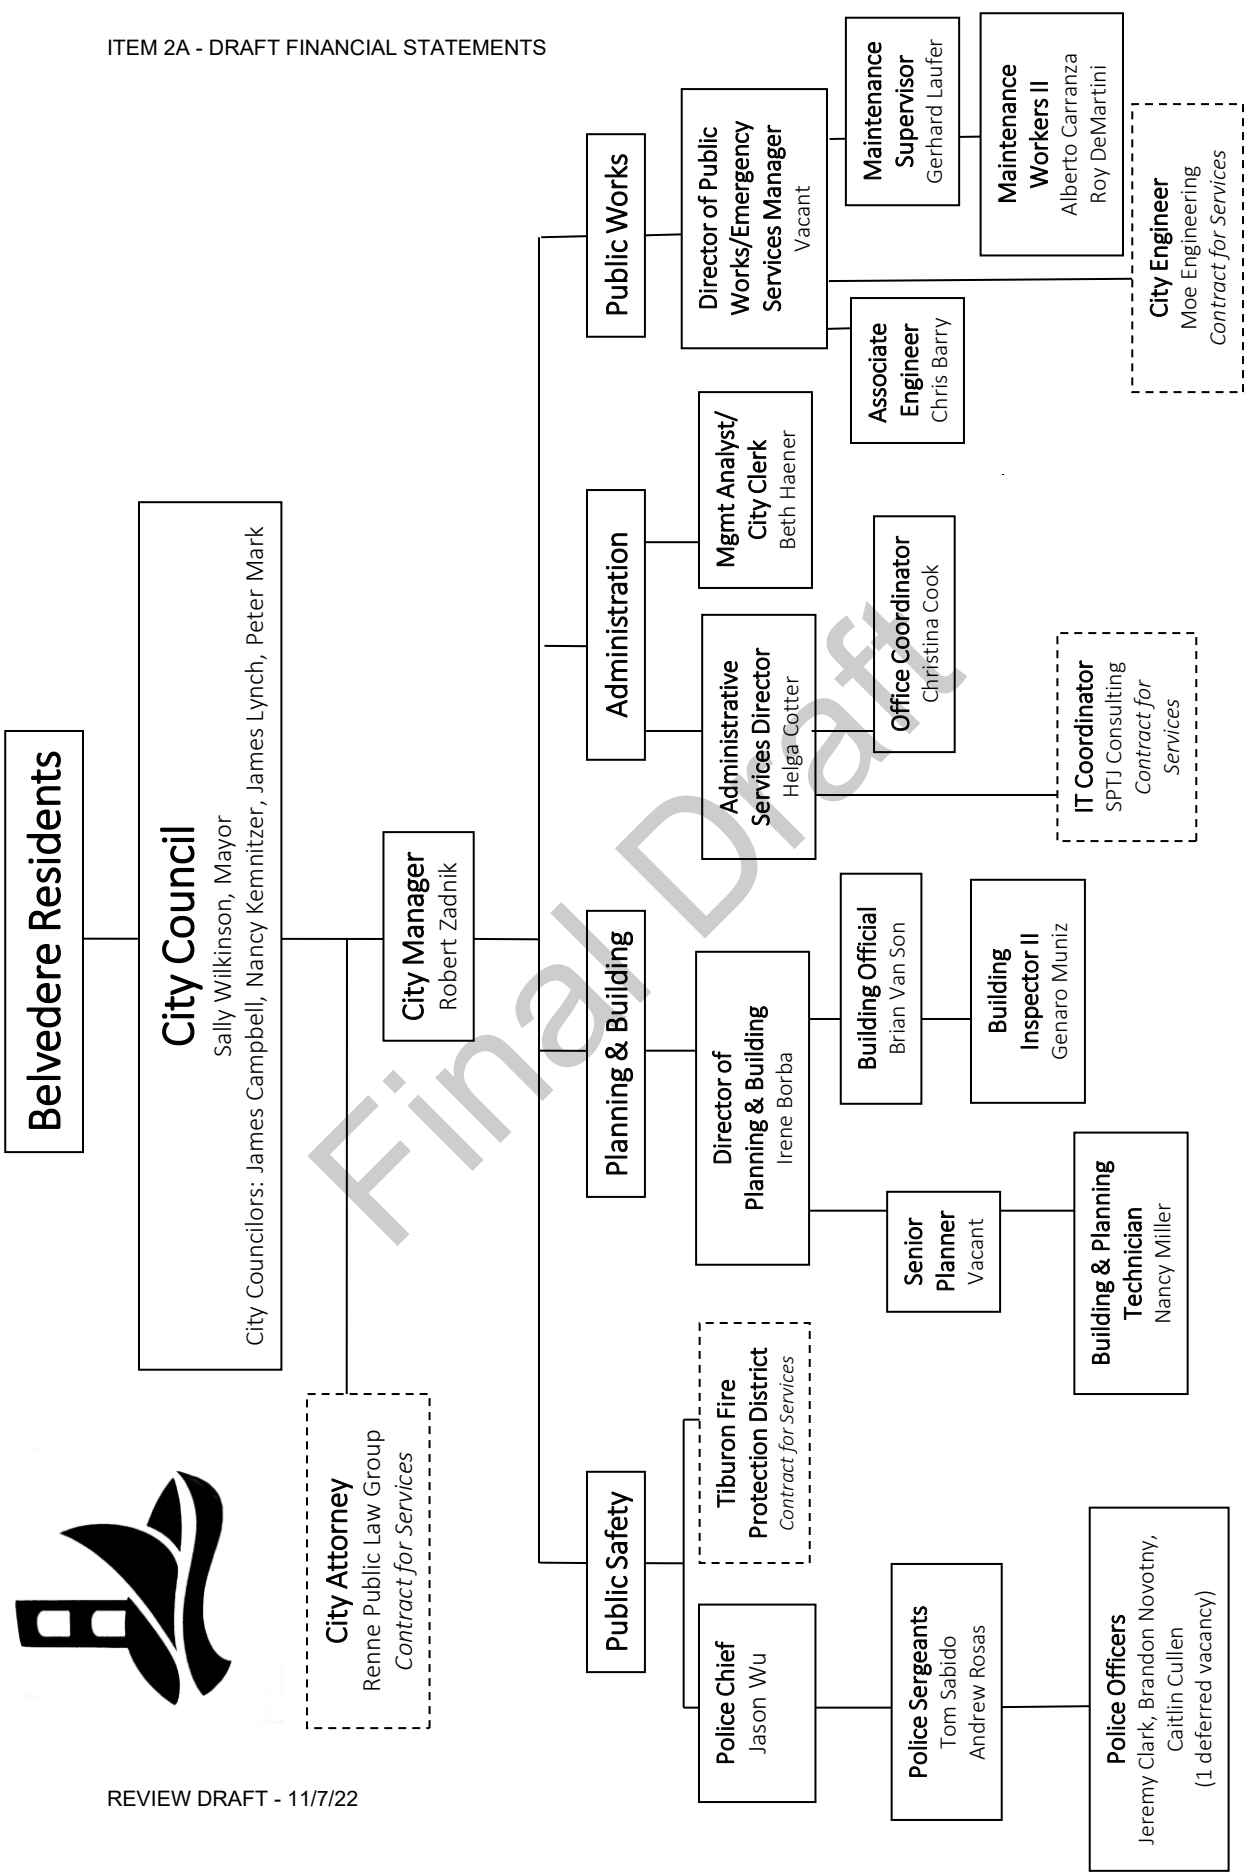 ITEM 2A - DRAFT FINANCIAL STATEMENTS
Belvedere Residents
City Council
Sally Wilkinson, Mayor
City Councilors: James Campbell, Nancy Kemnitzer, James Lynch, Peter Mark
City Attorney
Renne Public Law Group
Contract for Services
City Manager
Robert Zadnik
Public Safety
Planning & Building
Administration
Public Works
Police Chief
Jason Wu
Tiburon Fire
Protection District
Contract for Services
Police Sergeants
Tom Sabido
Andrew Rosas
Police Officers
Jeremy Clark, Brandon Novotny,
Caitlin Cullen
(1 deferred vacancy)
Director of
Planning & Building
Irene Borba
Senior
Planner
Vacant
Building & Planning
Technician
Nancy Miller
Building Official
Brian Van Son
Building
Inspector II
Genaro Muniz
Administrative
Services Director
Helga Cotter
Mgmt Analyst/
City Clerk
Beth Haener
Office Coordinator
Christina Cook
IT Coordinator
SPTJ Consulting
Contract for
Services
Director of Public
Works/Emergency
Services Manager
Vacant
Associate
Engineer
Chris Barry
Maintenance
Supervisor
Gerhard Laufer
Maintenance
Workers II
Alberto Carranza
Roy DeMartini
City Engineer
Moe Engineering
Contract for Services
Final Draft
REVIEW DRAFT - 11/7/22